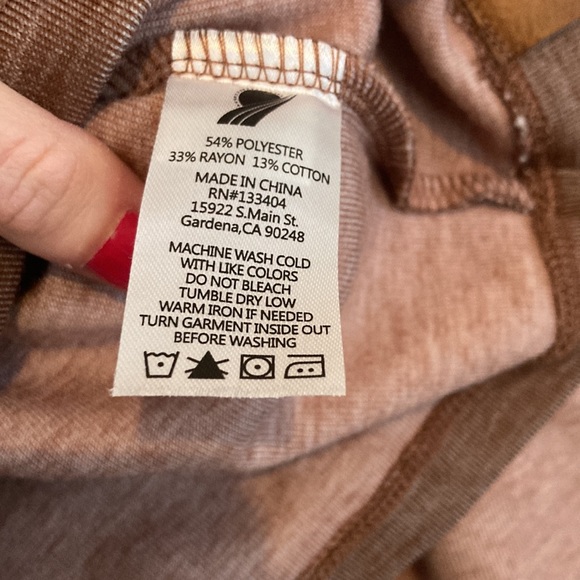 54% POLYESTER
33% RAYON 13% COTTON
MADE IN CHINA
RN#133404
15922 S.Main St.
Gardena,CA 90248
MACHINE WASH COLD
WITH LIKE COLORS
DO NOT BLEACH
TUMBLE DRY LOW
WARM IRON IF NEEDED
TURN GARMENT INSIDE OUT
BEFORE WASHING